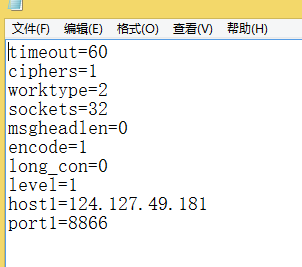 文件(F) 编辑(E) 格式(O) 查看(V) 帮助(H)
timeout=60
ciphers=1
worktype=2
sockets=32
msgheadlen=0
encode=1
long_con=0
level=1
host1=124.127.49.181
port1=8866